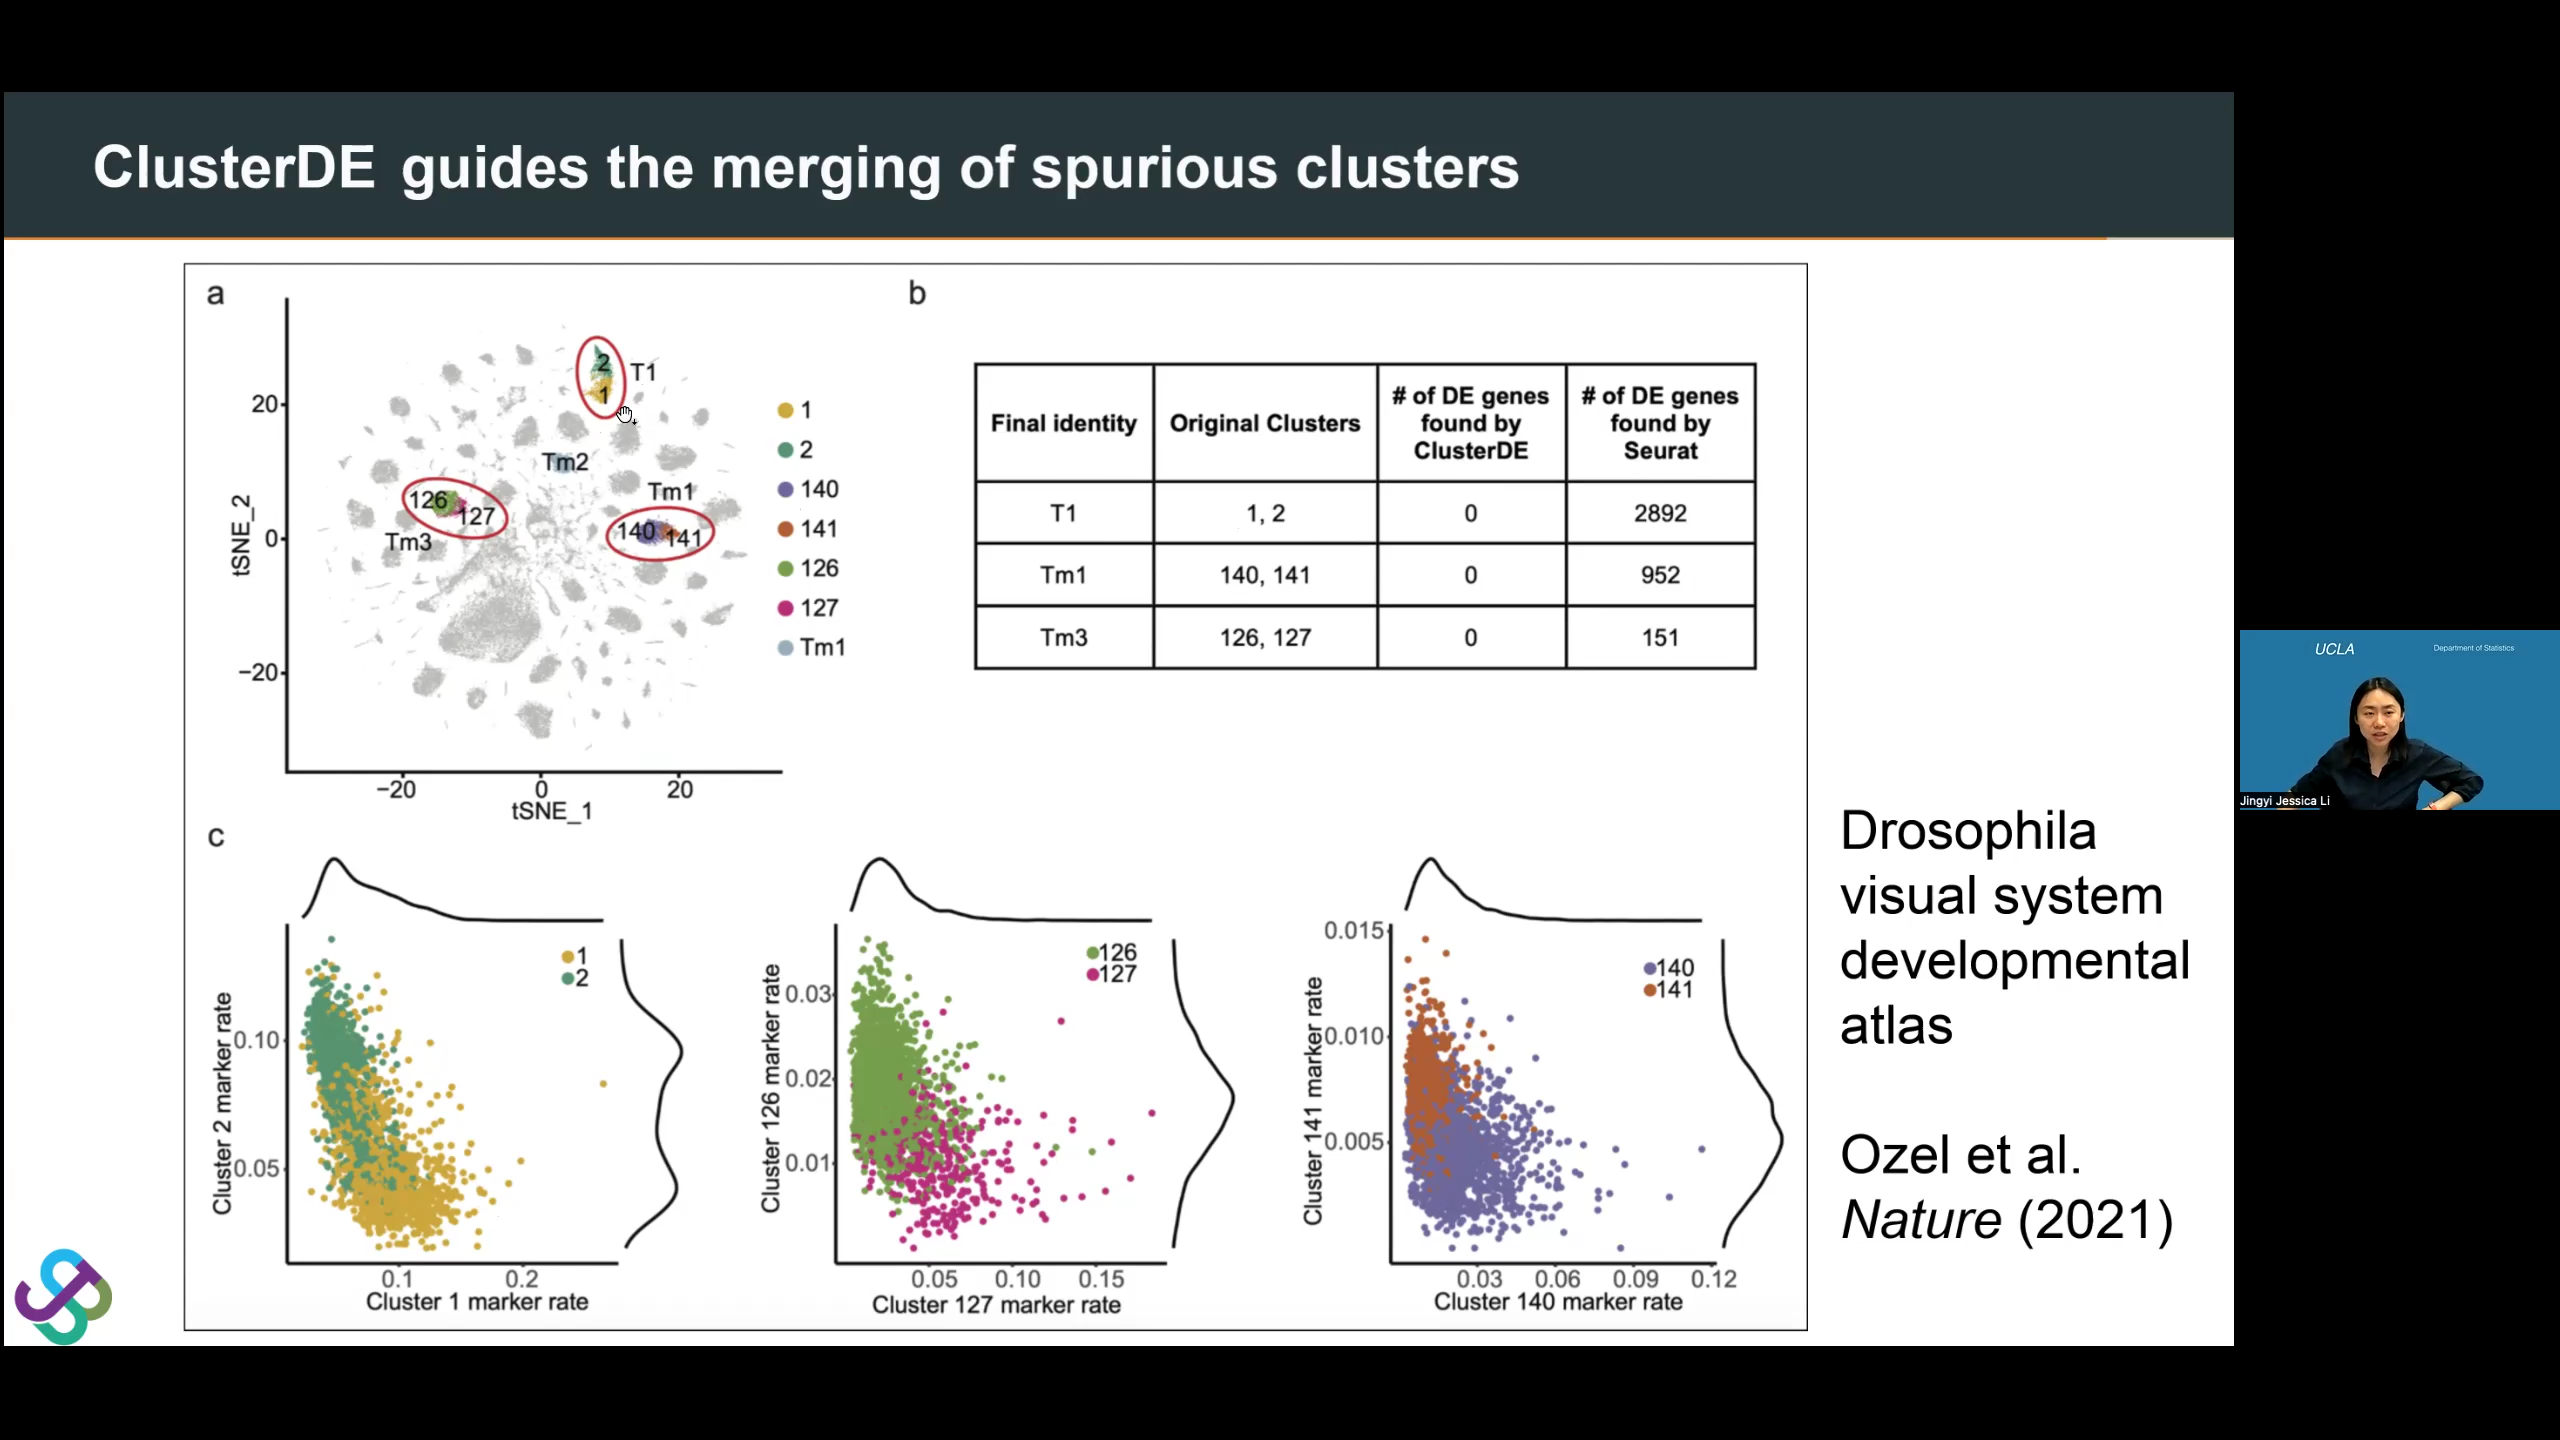 ClusterDE guides the merging of spurious clusters
a
tSNE_2
20
0
−20
−20
0
20
tSNE_1
2
1
T1
Tm2
126
127
Tm3
Tm1
140
141
1
2
140
141
126
127
Tm1
b
Final identity
Original Clusters
# of DE genes
found by
ClusterDE
# of DE genes
found by
Seurat
T1
1, 2
0
2892
Tm1
140, 141
0
952
Tm3
126, 127
0
151
c
Cluster 2 marker rate
0.10
0.05
1
2
0.1
0.2
Cluster 1 marker rate
Cluster 126 marker rate
0.03
0.02
0.01
126
127
0.05
0.10
0.15
Cluster 127 marker rate
Cluster 141 marker rate
0.015
0.010
0.005
140
141
0.03
0.06
0.09
0.12
Cluster 140 marker rate
Drosophila
visual system
developmental
atlas
Ozel et al.
Nature (2021)
UCLA
Department of Statistics
Jingyi Jessica Li